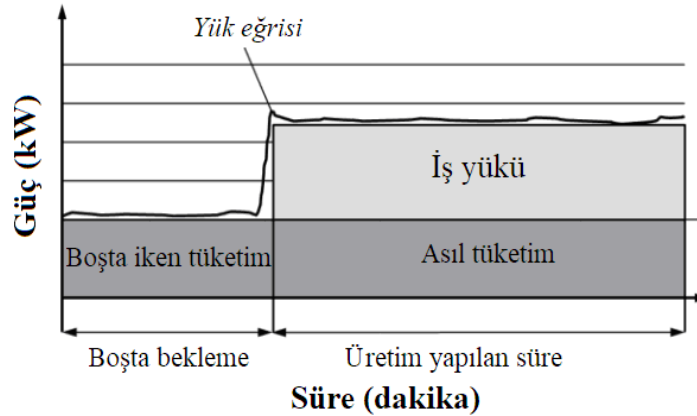 Yük eğrisi
Güç (kW)
İş yükü
Boşta iken tüketim
Asıl tüketim
Boşta bekleme
Üretim yapılan süre
Süre (dakika)